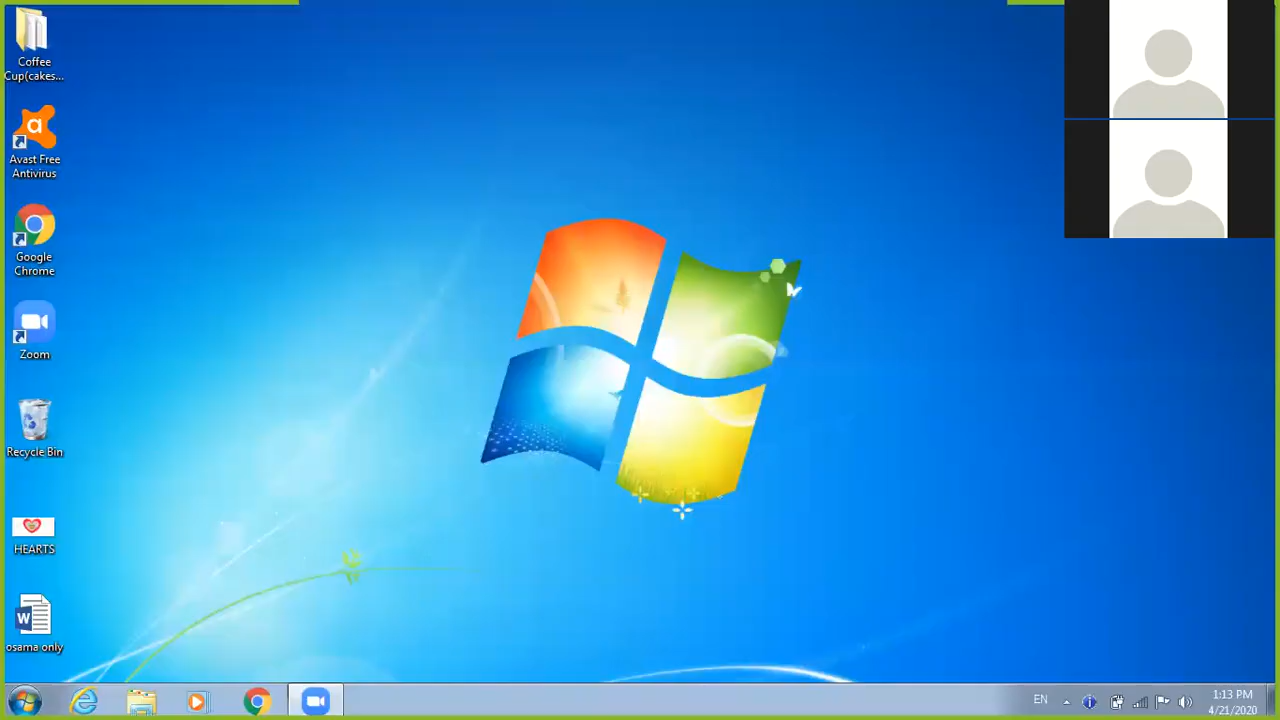 Coffee
Cup(cakes...
Avast Free
Antivirus
Google
Chrome
Zoom
Recycle Bin
HEARTS
osama only
EN
1:13 PM
4/21/2020